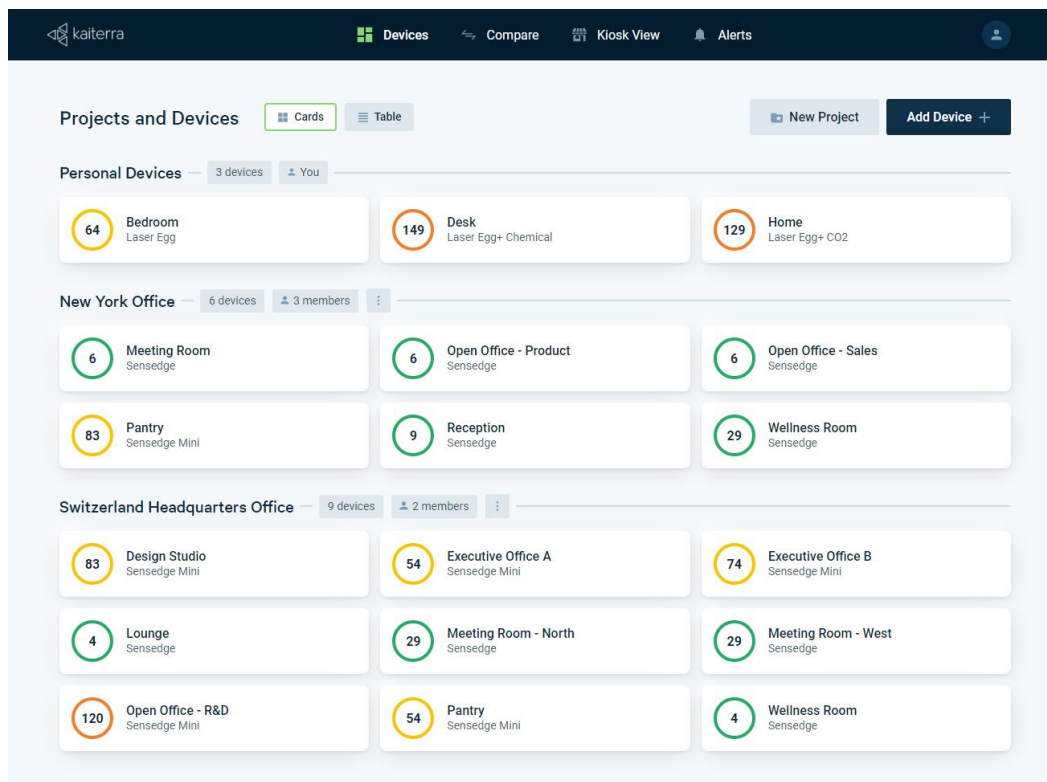 kaiterra
Devices Compare Kiosk View Alerts
Projects and Devices Cards Table New Project Add Device +
Personal Devices 3 devices You
64 Bedroom
Laser Egg
149 Desk
Laser Egg+ Chemical
129 Home
Laser Egg+ CO2
New York Office 6 devices 3 members
6 Meeting Room
Sensedge
6 Open Office - Product
Sensedge
6 Open Office - Sales
Sensedge
83 Pantry
Sensedge Mini
9 Reception
Sensedge
29 Wellness Room
Sensedge
Switzerland Headquarters Office 9 devices 2 members
83 Design Studio
Sensedge Mini
54 Executive Office A
Sensedge Mini
74 Executive Office B
Sensedge Mini
4 Lounge
Sensedge
29 Meeting Room - North
Sensedge
29 Meeting Room - West
Sensedge
120 Open Office - R&D
Sensedge Mini
54 Pantry
Sensedge Mini
4 Wellness Room
Sensedge